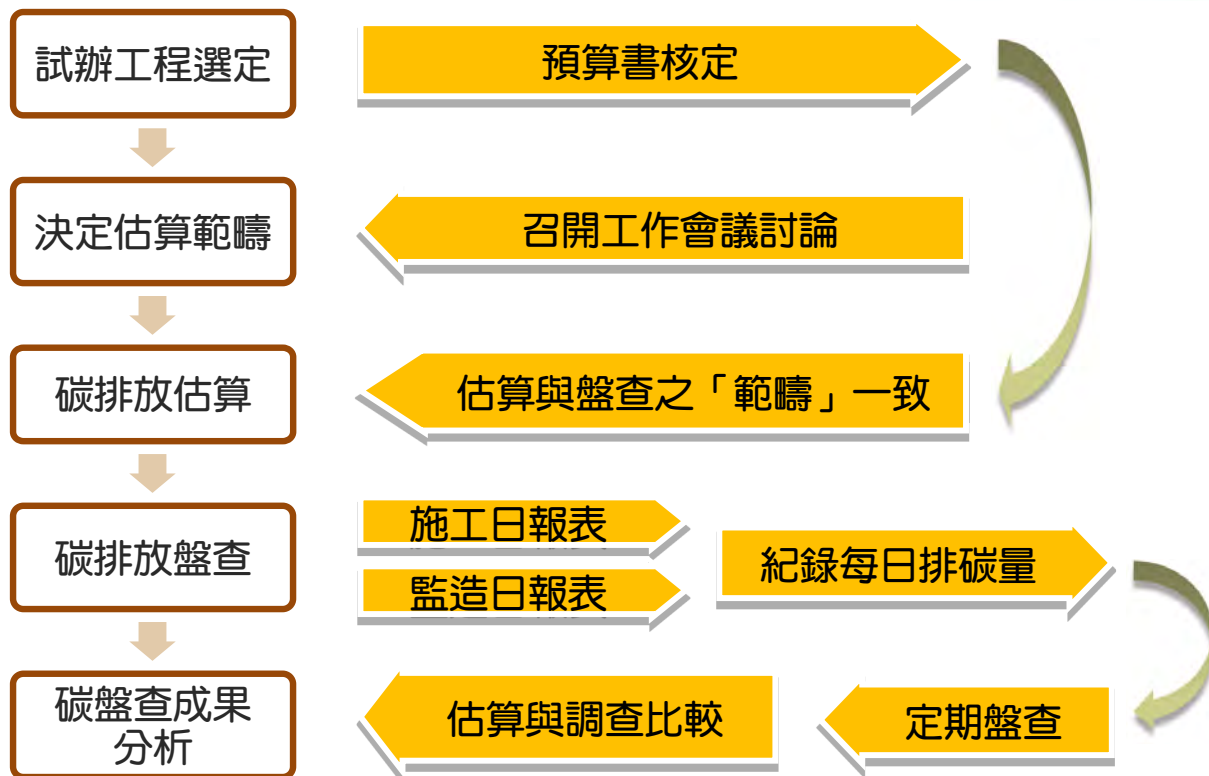 試辦工程選定
預算書核定
決定估算範疇
召開工作會議討論
碳排放估算
估算與盤查之「範疇」一致
碳排放盤查
施工日報表
監造日報表
紀錄每日排碳量
碳盤查成果
分析
估算與調查比較
定期盤查